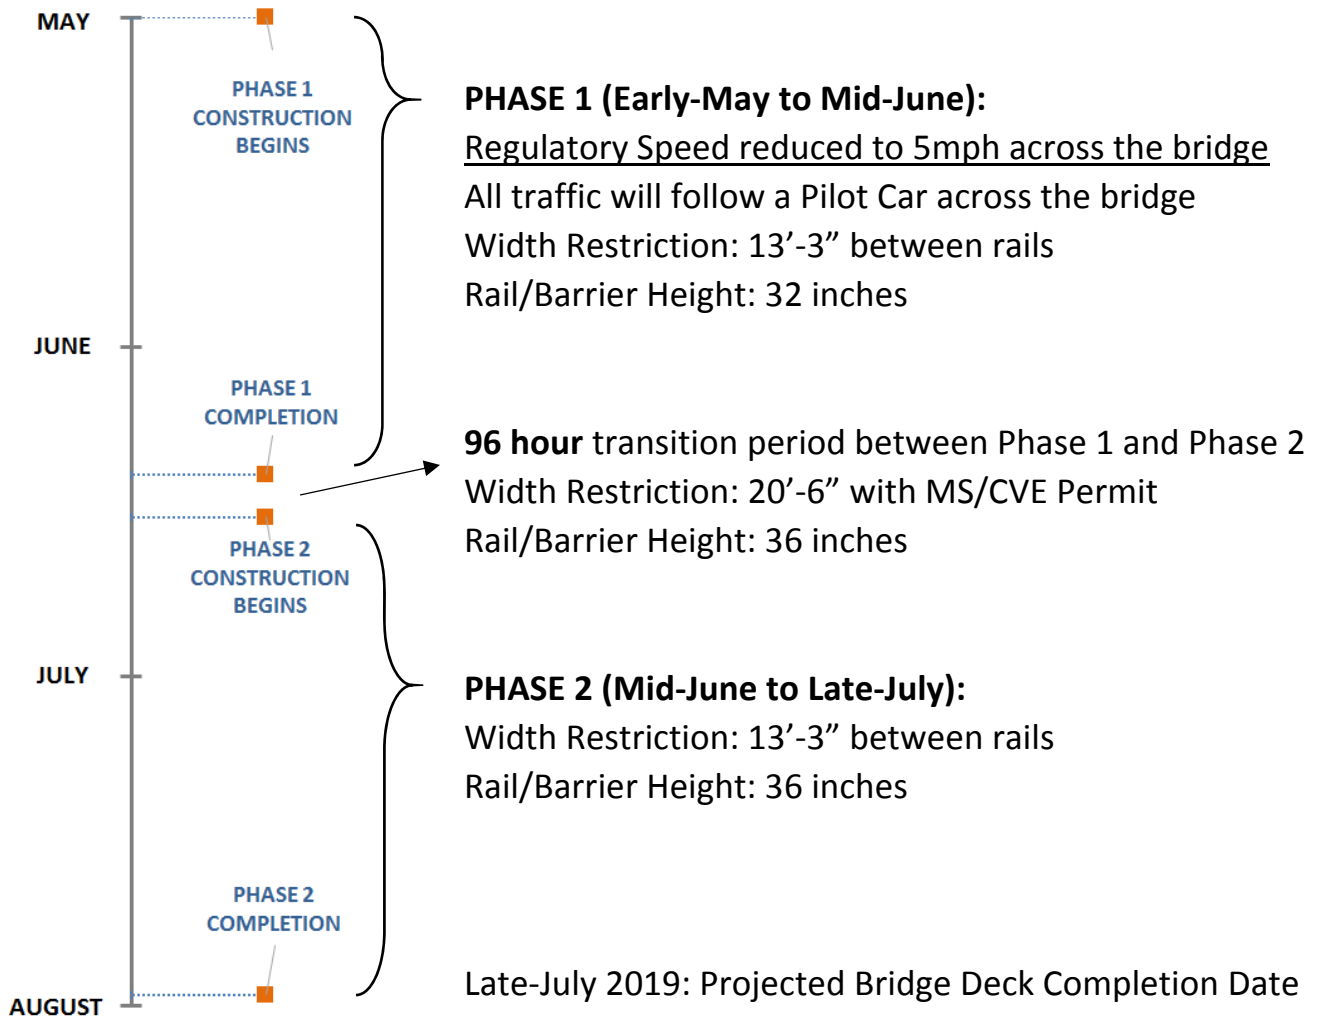 MAY
PHASE 1
CONSTRUCTION
BEGINS
PHASE 1 (Early-May to Mid-June):
Regulatory Speed reduced to 5mph across the bridge
All traffic will follow a Pilot Car across the bridge
Width Restriction: 13’-3” between rails
Rail/Barrier Height: 32 inches
JUNE
PHASE 1
COMPLETION
96 hour transition period between Phase 1 and Phase 2
Width Restriction: 20’-6” with MS/CVE Permit
Rail/Barrier Height: 36 inches
PHASE 2
CONSTRUCTION
BEGINS
JULY
PHASE 2 (Mid-June to Late-July):
Width Restriction: 13’-3” between rails
Rail/Barrier Height: 36 inches
PHASE 2
COMPLETION
Late-July 2019: Projected Bridge Deck Completion Date
AUGUST